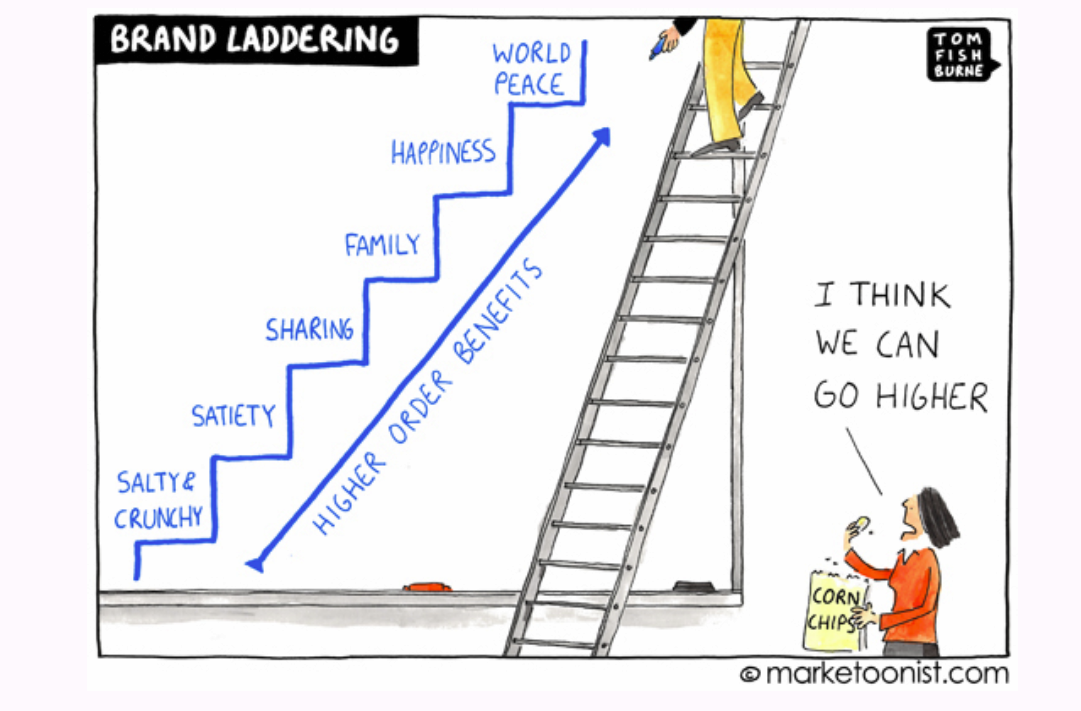 BRAND LADDERING
TOM
FISH
BURNE
WORLD
PEACE
HAPPINESS
FAMILY
SHARING
SATIETY
SALTY &
CRUNCHY
HIGHER ORDER BENEFITS
I THINK
WE CAN
GO HIGHER
CORN
CHIPS
© marketoonist.com